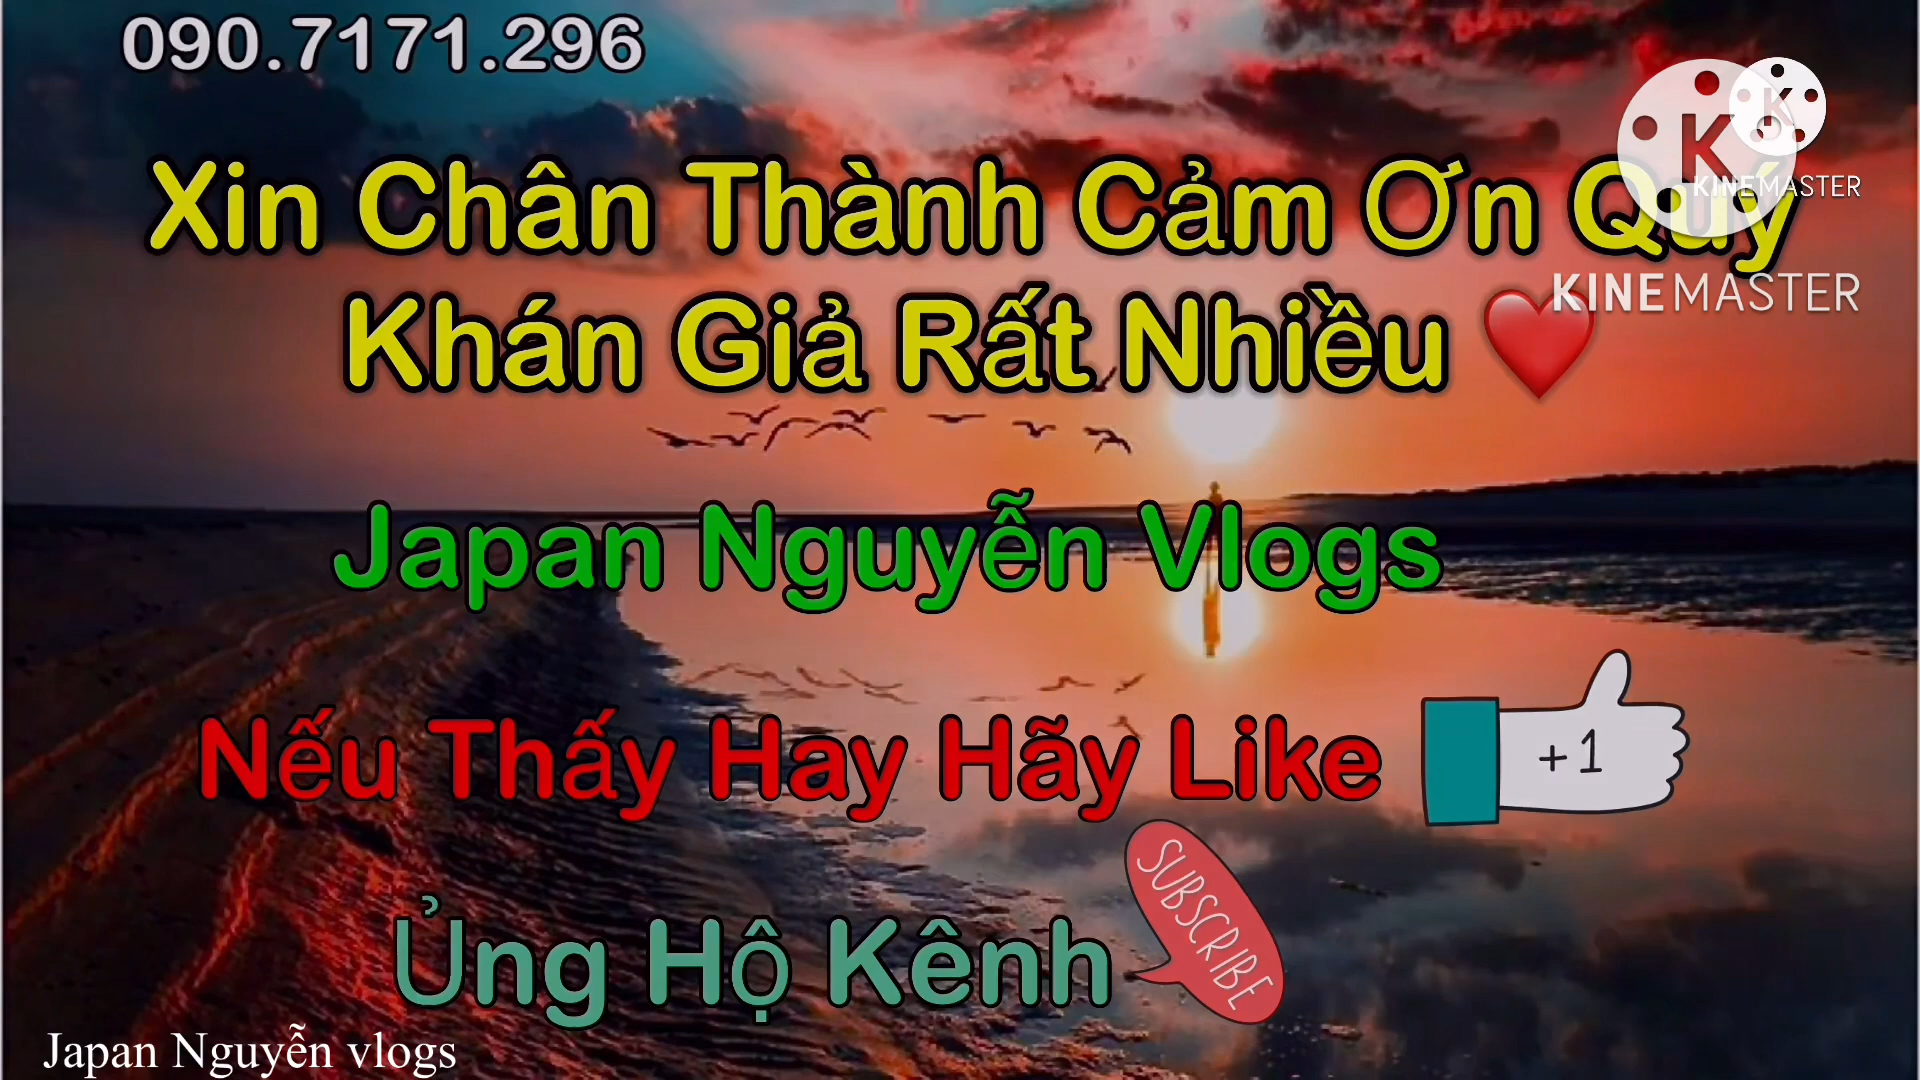 090.7171.296
Xin Chân Thành Cảm Ơn Quý
Khán Giả Rất Nhiều ❤️
K
K
KINEMASTER
KINEMASTER
Japan Nguyễn Vlogs
Nếu Thấy Hay Hãy Like
+1
SUBSCRIBE
Ủng Hộ Kênh
Japan Nguyễn vlogs